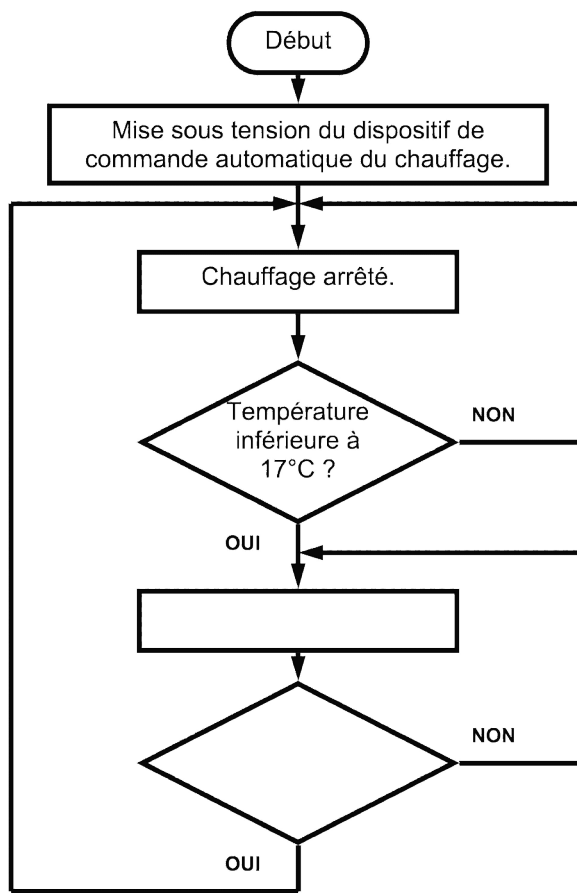 Début
Mise sous tension du dispositif de
commande automatique du chauffage.
Chauffage arrêté.
Température
inférieure à
17°C ?
NON
OUI
NON
OUI